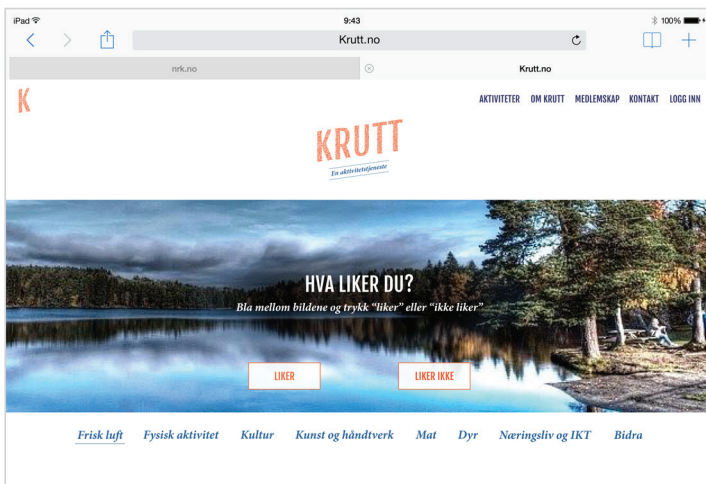 iPad 9:43 100%
Krutt.no
nrk.no Krutt.no
K AKTIVITETER OM KRUTT MEDLEMSKAP KONTAKT LOGG INN
KRUTT
En aktivitetstjeneste
HVA LIKER DU?
Bla mellom bildene og trykk “liker” eller “ikke liker”
LIKER LIKER IKKE
Frisk luft Fysisk aktivitet Kultur Kunst og håndtverk Mat Dyr Næringsliv og IKT Bidra